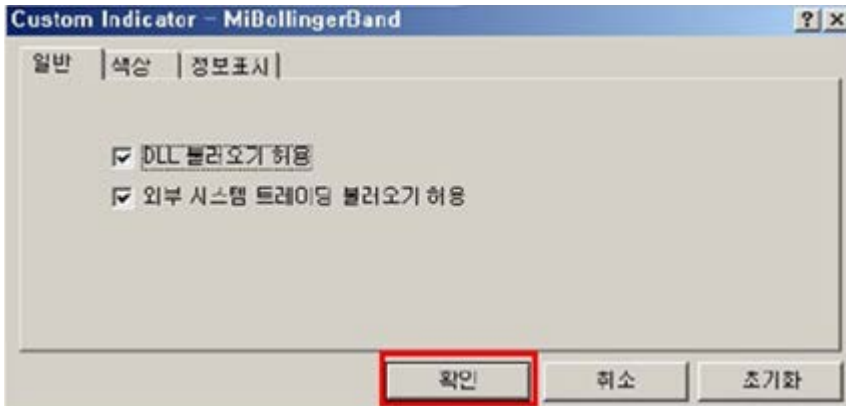 Custom Indicator - MiBollingerBand
일반 색상 정보표시
DLL 불러오기 허용
외부 시스템 트레이딩 불러오기 허용
확인 취소 초기화